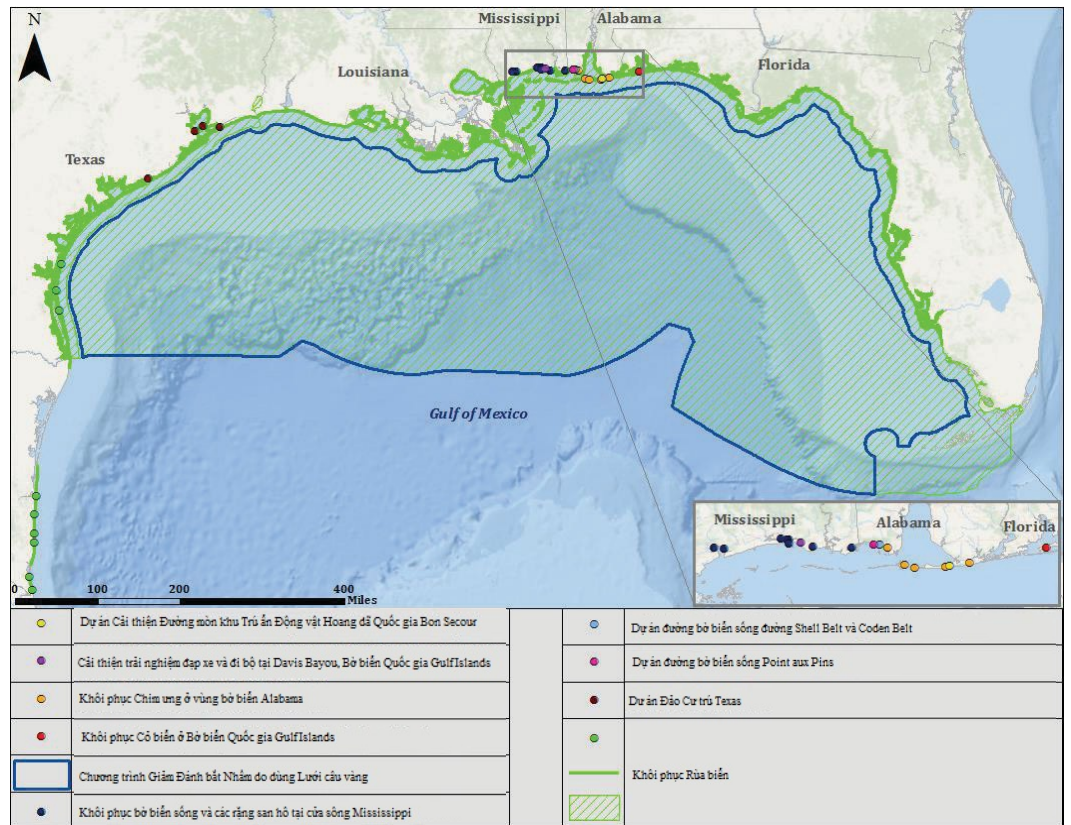 N
Mississippi
Alabama
Louisiana
Florida
Texas
Gulf of Mexico
Mississippi
Alabama
Florida
0
100
200
400
Miles
Dự án Cải thiện Đường mòn khu Trú ẩn Động vật Hoang dã Quốc gia Bon Secour
Cải thiện trải nghiệm đạp xe và đi bộ tại Davis Bayou, Bờ biển Quốc gia GulfIslands
Khôi phục Chim ưng ở vùng bờ biển Alabama
Khôi phục Cỏ biển ở Bờ biển Quốc gia GulfIslands
Chương trình Giảm Đánh bắt Nhầm do dùng Lưới câu vàng
Khôi phục bờ biển sống và các rặng san hô tại cửa sông Mississippi
Dự án đường bờ biển sống đường Shell Belt và Coden Belt
Dự án đường bờ biển sống Point aux Pins
Dự án Đảo Cư trú Texas
Khôi phục Rùa biển